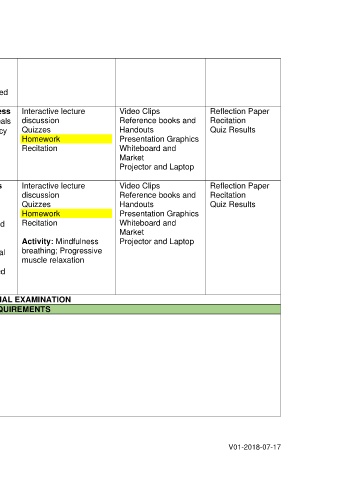 ed
ess
Interactive lecture
Video Clips
Reflection Paper
als
discussion
Reference books and
Recitation
cy
Quizzes
Handouts
Quiz Results
Homework
Presentation Graphics
Recitation
Whiteboard and
Market
Projector and Laptop
s
Interactive lecture
Video Clips
Reflection Paper
discussion
Reference books and
Recitation
Quizzes
Handouts
Quiz Results
Homework
Presentation Graphics
d
Recitation
Whiteboard and
Market
Activity: Mindfulness
Projector and Laptop
al
breathing; Progressive
muscle relaxation
ed
AL EXAMINATION
QUIREMENTS
V01-2018-07-17